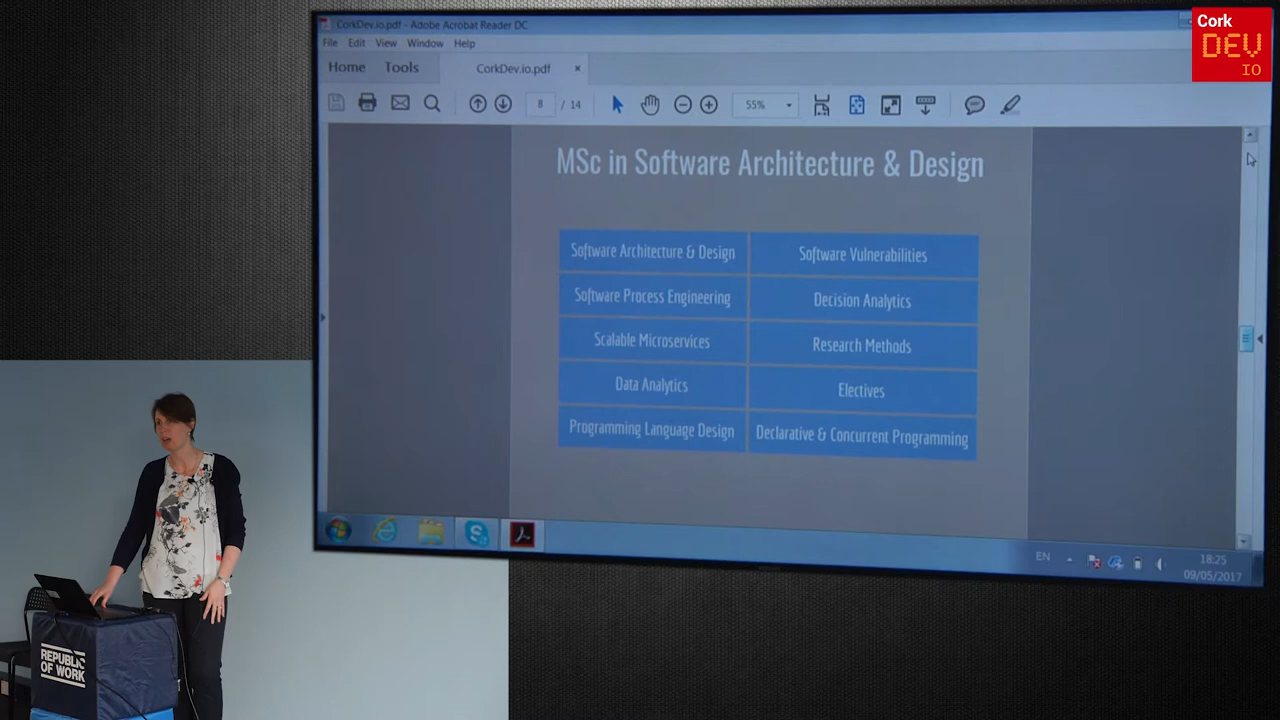 CorkDev.io.pdf - Adobe Acrobat Reader DC
File Edit View Window Help
Home Tools CorkDev.io.pdf ×
8 / 14 55%
MSc in Software Architecture & Design
Software Architecture & Design Software Vulnerabilities
Software Process Engineering Decision Analytics
Scalable Microservices Research Methods
Data Analytics Electives
Programming Language Design Declarative & Concurrent Programming
EN 18:25
09/05/2017
Cork
DEV
IO
REPUBLIC
OF WORK